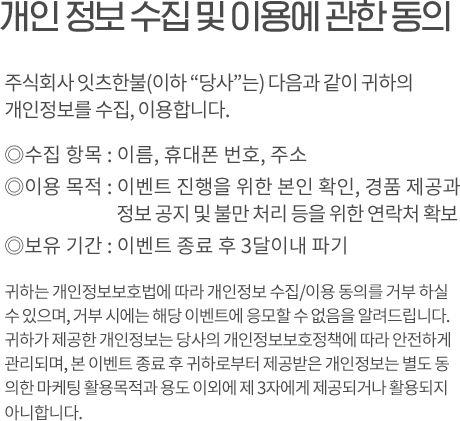 개인 정보 수집 및 이용에 관한 동의
주식회사 잇츠한불(이하 “당사”는) 다음과 같이 귀하의
개인정보를 수집, 이용합니다.
◎수집 항목 : 이름, 휴대폰 번호, 주소
◎이용 목적 : 이벤트 진행을 위한 본인 확인, 경품 제공과
정보 공지 및 불만 처리 등을 위한 연락처 확보
◎보유 기간 : 이벤트 종료 후 3달이내 파기
귀하는 개인정보보호법에 따라 개인정보 수집/이용 동의를 거부 하실
수 있으며, 거부 시에는 해당 이벤트에 응모할 수 없음을 알려드립니다.
귀하가 제공한 개인정보는 당사의 개인정보보호정책에 따라 안전하게
관리되며, 본 이벤트 종료 후 귀하로부터 제공받은 개인정보는 별도 동
의한 마케팅 활용목적과 용도 이외에 제 3자에게 제공되거나 활용되지
아니합니다.